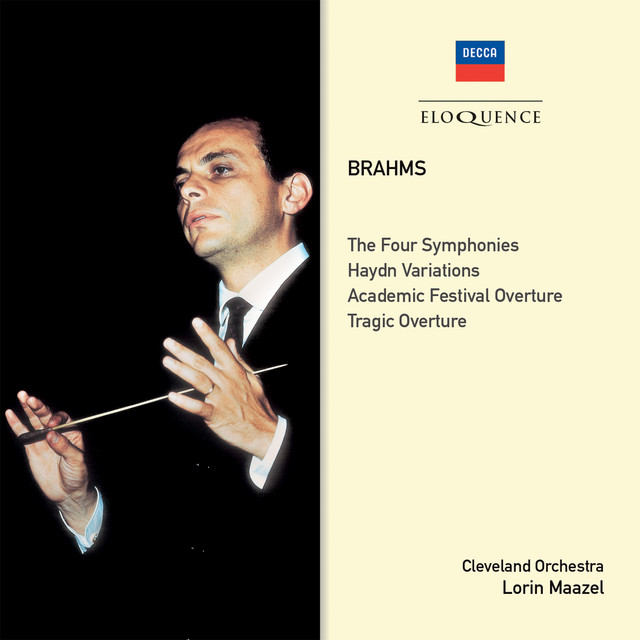 DECCA
ELOQUENCE
BRAHMS
The Four Symphonies
Haydn Variations
Academic Festival Overture
Tragic Overture
Cleveland Orchestra
Lorin Maazel